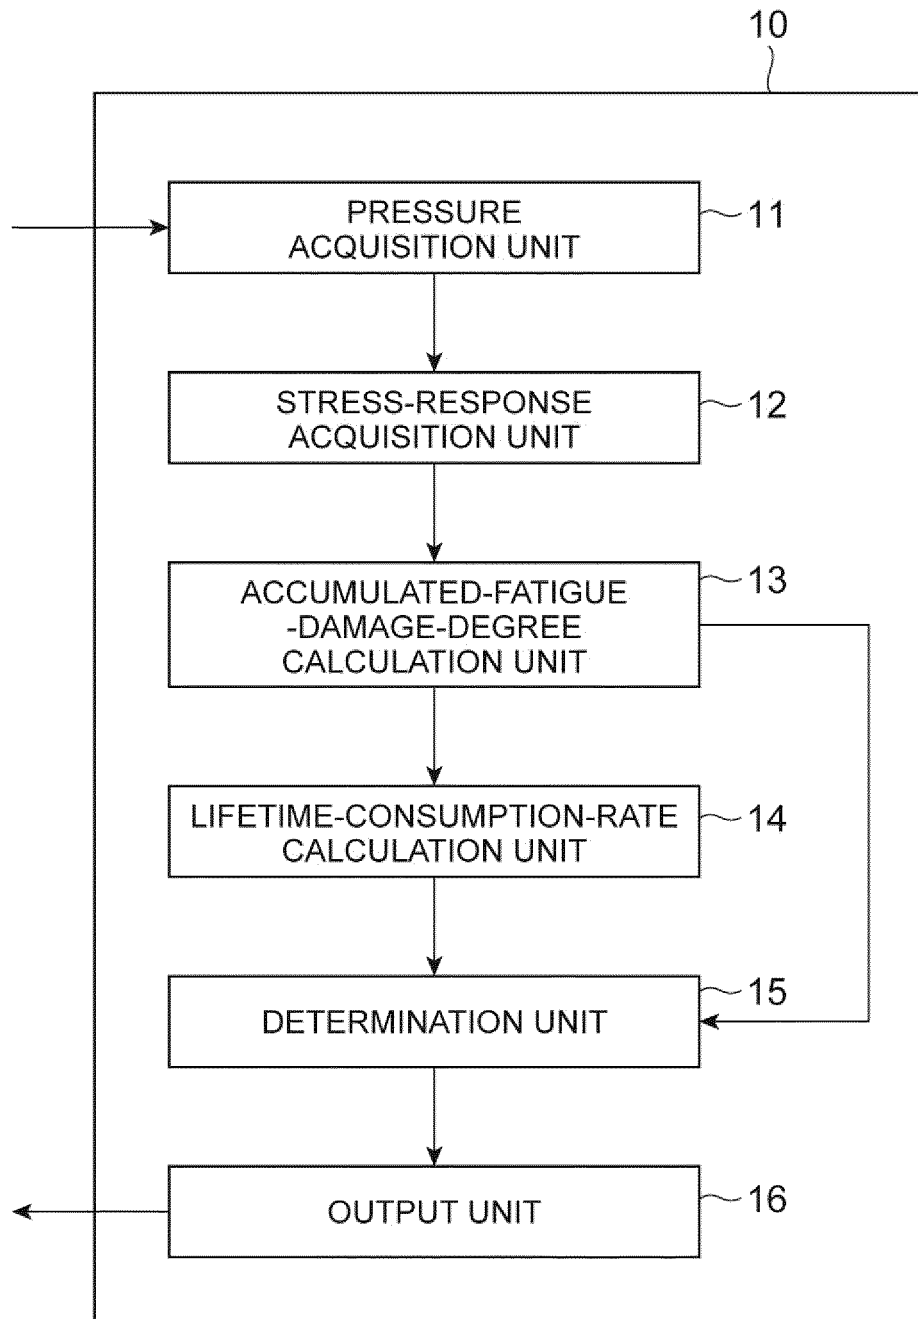 10
PRESSURE
ACQUISITION UNIT
11
STRESS-RESPONSE
ACQUISITION UNIT
12
ACCUMULATED-FATIGUE
-DAMAGE-DEGREE
CALCULATION UNIT
13
LIFETIME-CONSUMPTION-RATE
CALCULATION UNIT
14
DETERMINATION UNIT
15
OUTPUT UNIT
16